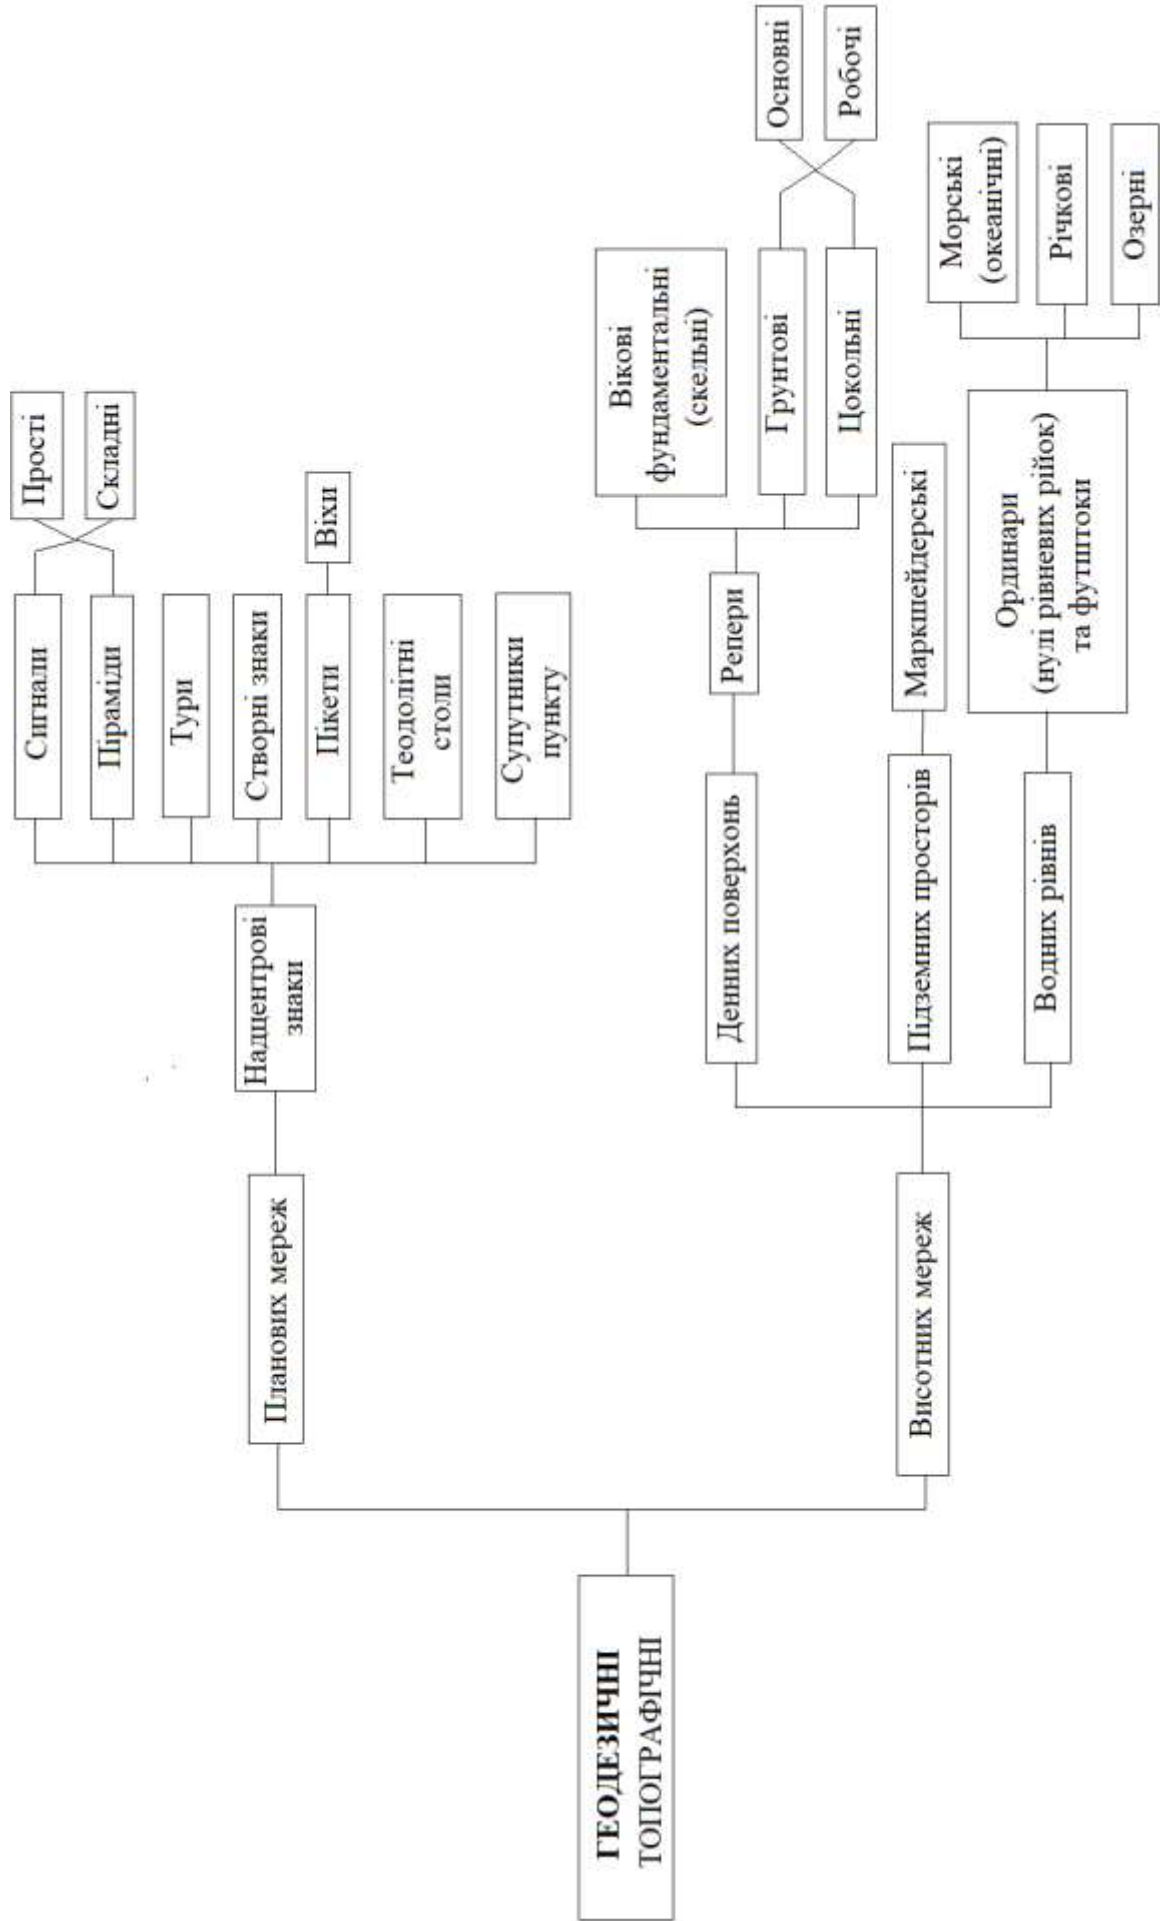 ГЕОДЕЗИЧНІ
ТОПОГРАФІЧНІ
Планових мереж
Надцентрові
знаки
Сигнали
Піраміди
Прості
Складні
Тури
Створні знаки
Пікети
Віхи
Теодолітні
столи
Супутники
пункту
Висотних мереж
Денних поверхонь
Репери
Вікові
фундаментальні
(скельні)
Грунтові
Цокольні
Основні
Робочі
Підземних просторів
Маркшейдерські
Водних рівнів
Ординари
(нулі рівневих рійок
та футштоки
Морські
(океанічні)
Річкові
Озерні